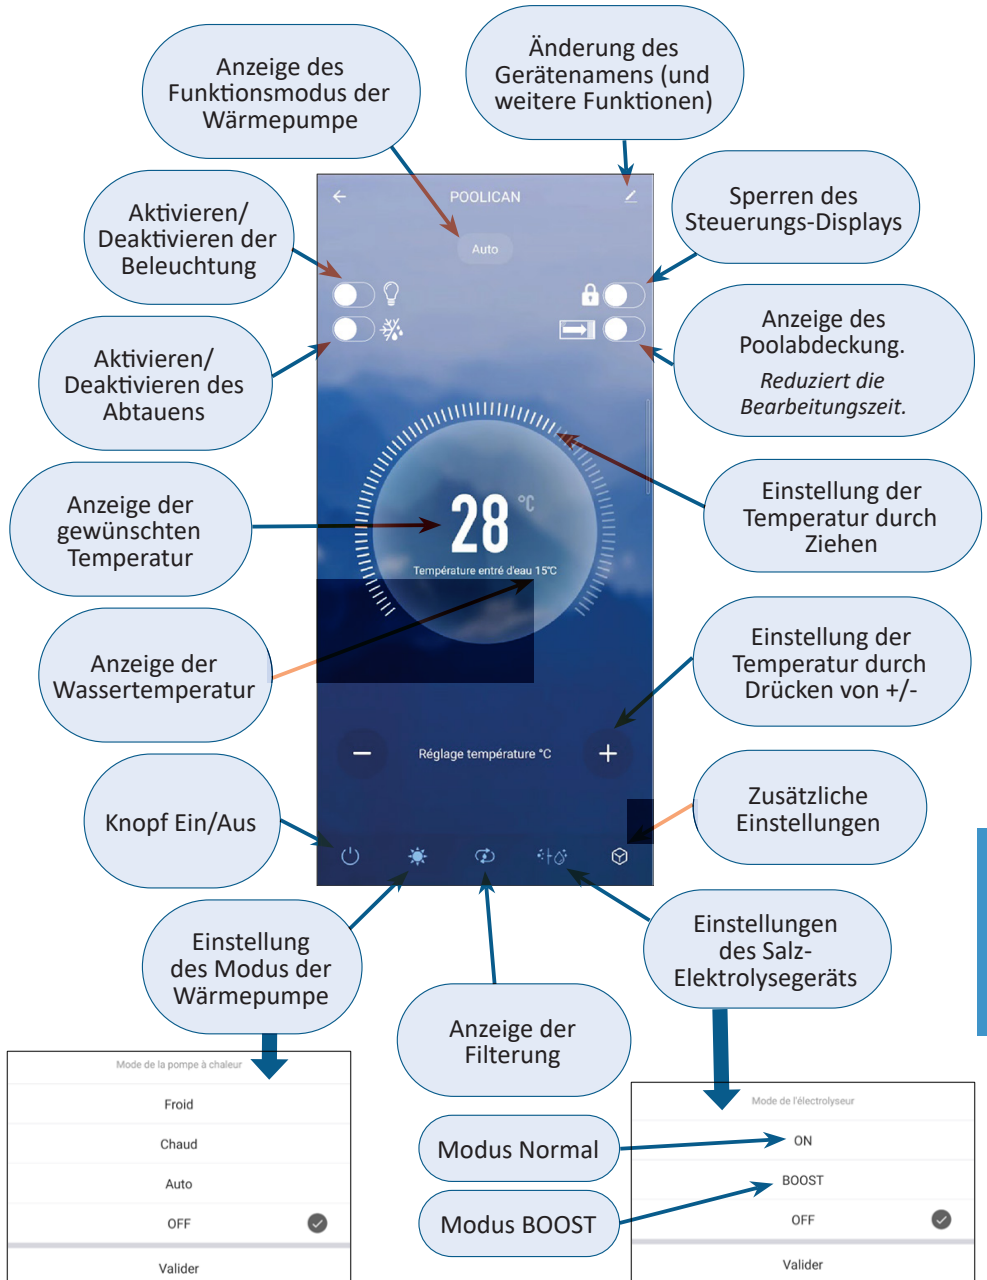 Änderung des
Gerätenamens (und
weitere Funktionen)
Anzeige des
Funktionsmodus der
Wärmepumpe
Sperren des
Steuerungs-Displays
Aktivieren/
Deaktivieren der
Beleuchtung
POOLICAN
Auto
Anzeige des
Poolabdeckung.
Reduziert die
Bearbeitungszeit.
Aktivieren/
Deaktivieren des
Abtauens
Anzeige der
gewünschten
Temperatur
28 °C
Température entré d'eau 15°C
Einstellung der
Temperatur durch
Ziehen
Anzeige der
Wassertemperatur
Einstellung der
Temperatur durch
Drücken von +/-
− Réglage température °C +
Knopf Ein/Aus
Zusätzliche
Einstellungen
Einstellung
des Modus der
Wärmepumpe
Einstellungen
des Salz-
Elektrolysegeräts
Anzeige der
Filterung
Mode de la pompe à chaleur
Froid
Chaud
Auto
OFF
Valider
Modus Normal
Modus BOOST
Mode de l'électrolyseur
ON
BOOST
OFF
Valider